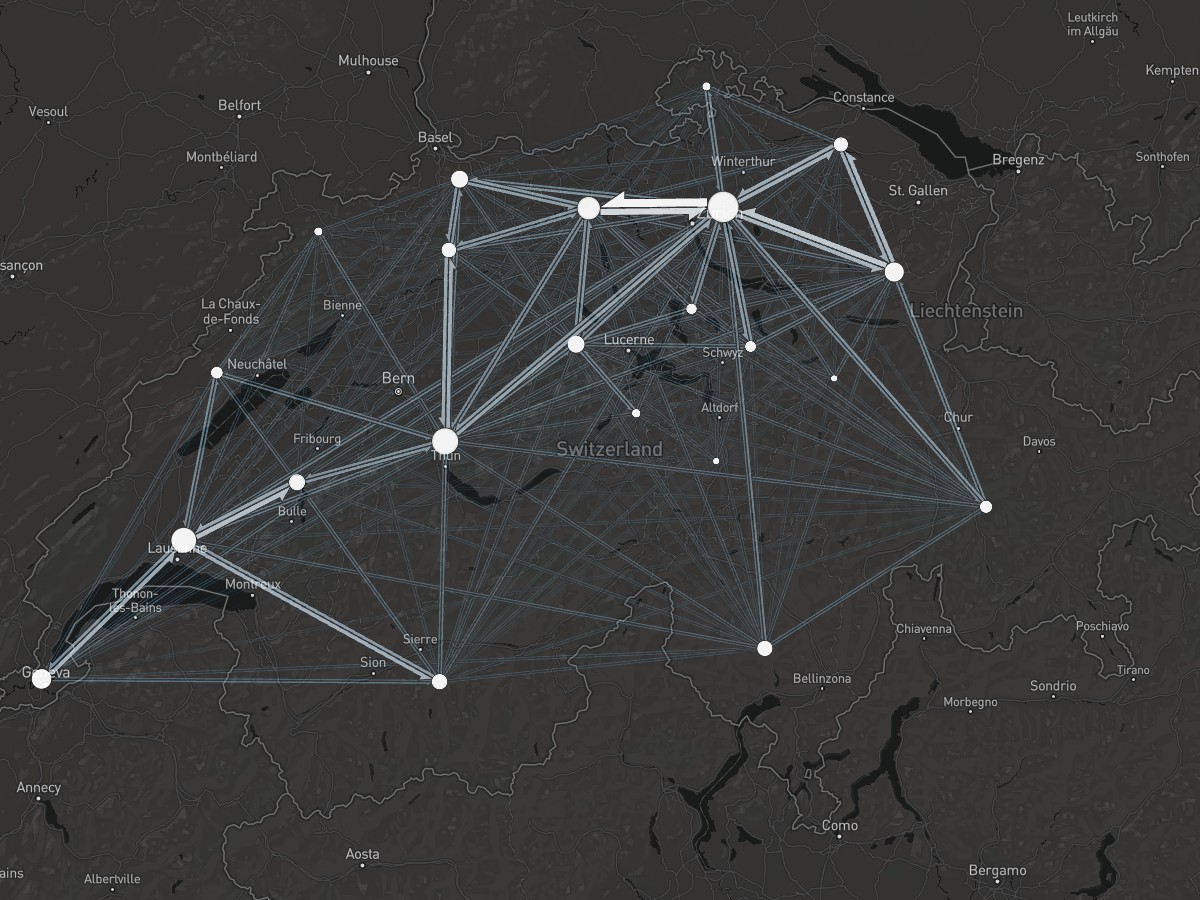 Leutkirch
im Allgäu
Mulhouse
Kempten
Constance
Vesoul
Belfort
Basel
Montbéliard
Winterthur
Bregenz
Sonthofen
St. Gallen
sançon
La Chaux-
de-Fonds
Bienne
Liechtenstein
Neuchâtel
Lucerne
Schwyz
Bern
Altdorf
Chur
Fribourg
Switzerland
Davos
Thun
Bulle
Lausanne
Montreux
Thonon-
les-Bains
Sierre
Chiavenna
Poschiavo
Geneva
Sion
Bellinzona
Tirano
Sondrio
Morbegno
Annecy
Como
Aosta
ains
Albertville
Bergamo